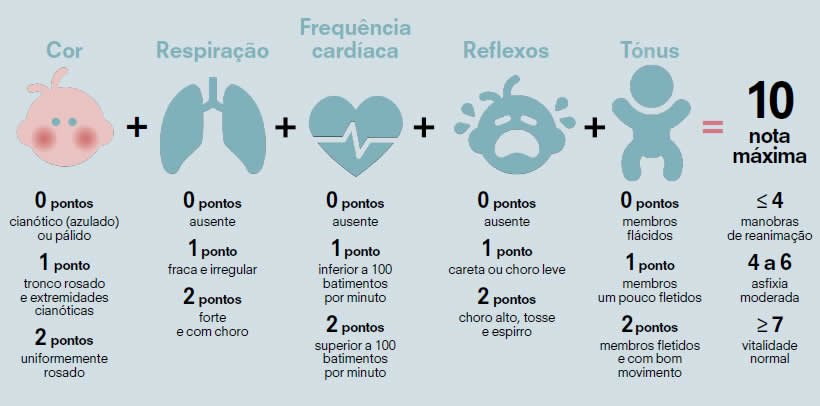 Cor
Respiração
Frequência
cardíaca
Reflexos
Tónus
+
+
+
+
=
10
nota
máxima
0 pontos
cianótico (azulado)
ou pálido
1 ponto
tronco rosado
e extremidades
cianóticas
2 pontos
uniformemente
rosado
0 pontos
ausente
1 ponto
fraca e irregular
2 pontos
forte
e com choro
0 pontos
ausente
1 ponto
inferior a 100
batimentos
por minuto
2 pontos
superior a 100
batimentos
por minuto
0 pontos
ausente
1 ponto
careta ou choro leve
2 pontos
choro alto, tosse
e espirro
0 pontos
membros
flácidos
1 ponto
membros
um pouco fletidos
2 pontos
membros fletidos
e com bom
movimento
≤ 4
manobras
de reanimação
4 a 6
asfixia
moderada
≥ 7
vitalidade
normal